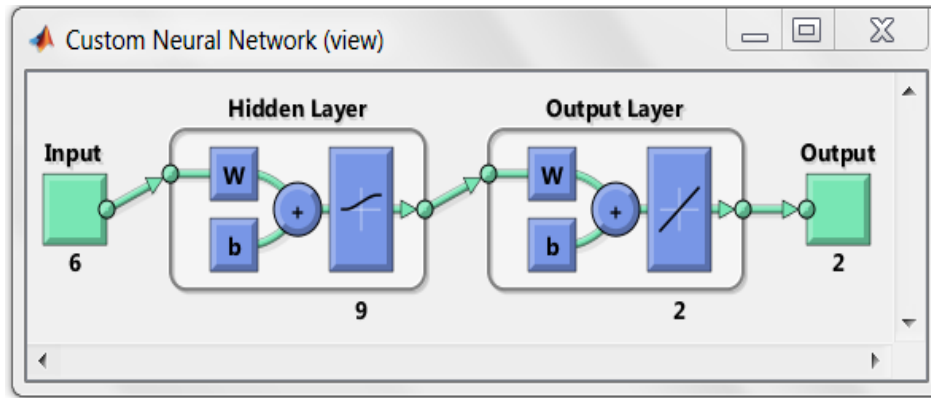 Custom Neural Network (view)
Hidden Layer
Output Layer
Input
Output
W
+
b
W
+
b
6
9
2
2